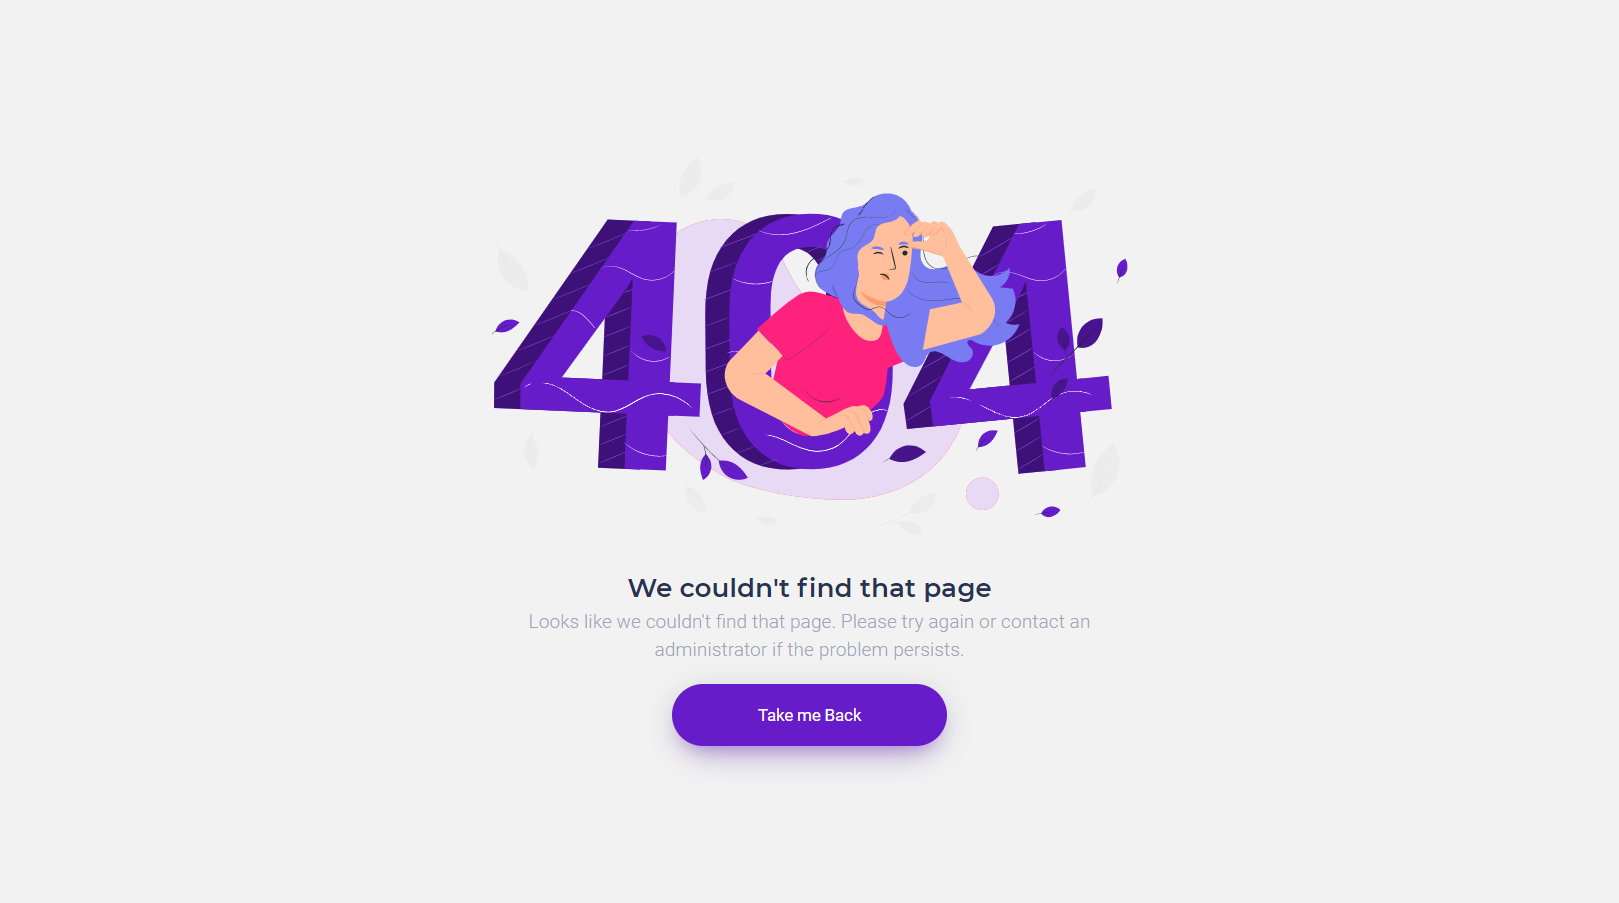 404
We couldn't find that page
Looks like we couldn't find that page. Please try again or contact an
administrator if the problem persists.
Take me Back